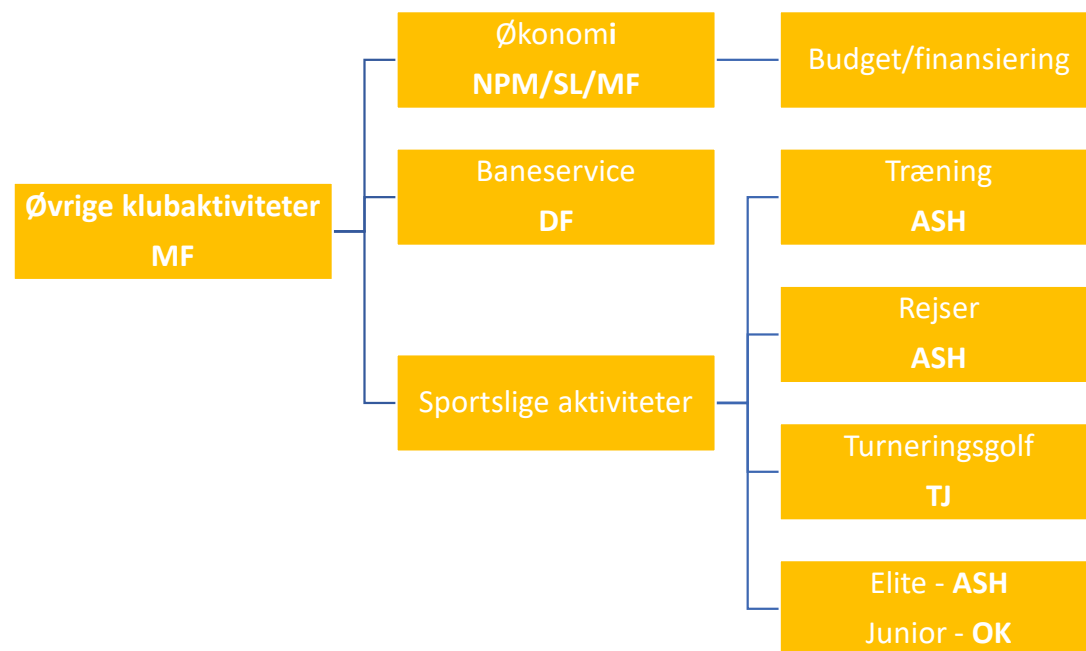 Øvrige klubaktiviteter
MF
Økonomi
NPM/SL/MF
Budget/finansiering
Baneservice
DF
Sportslige aktiviteter
Træning
ASH
Rejser
ASH
Turneringsgolf
TJ
Elite - ASH
Junior - OK